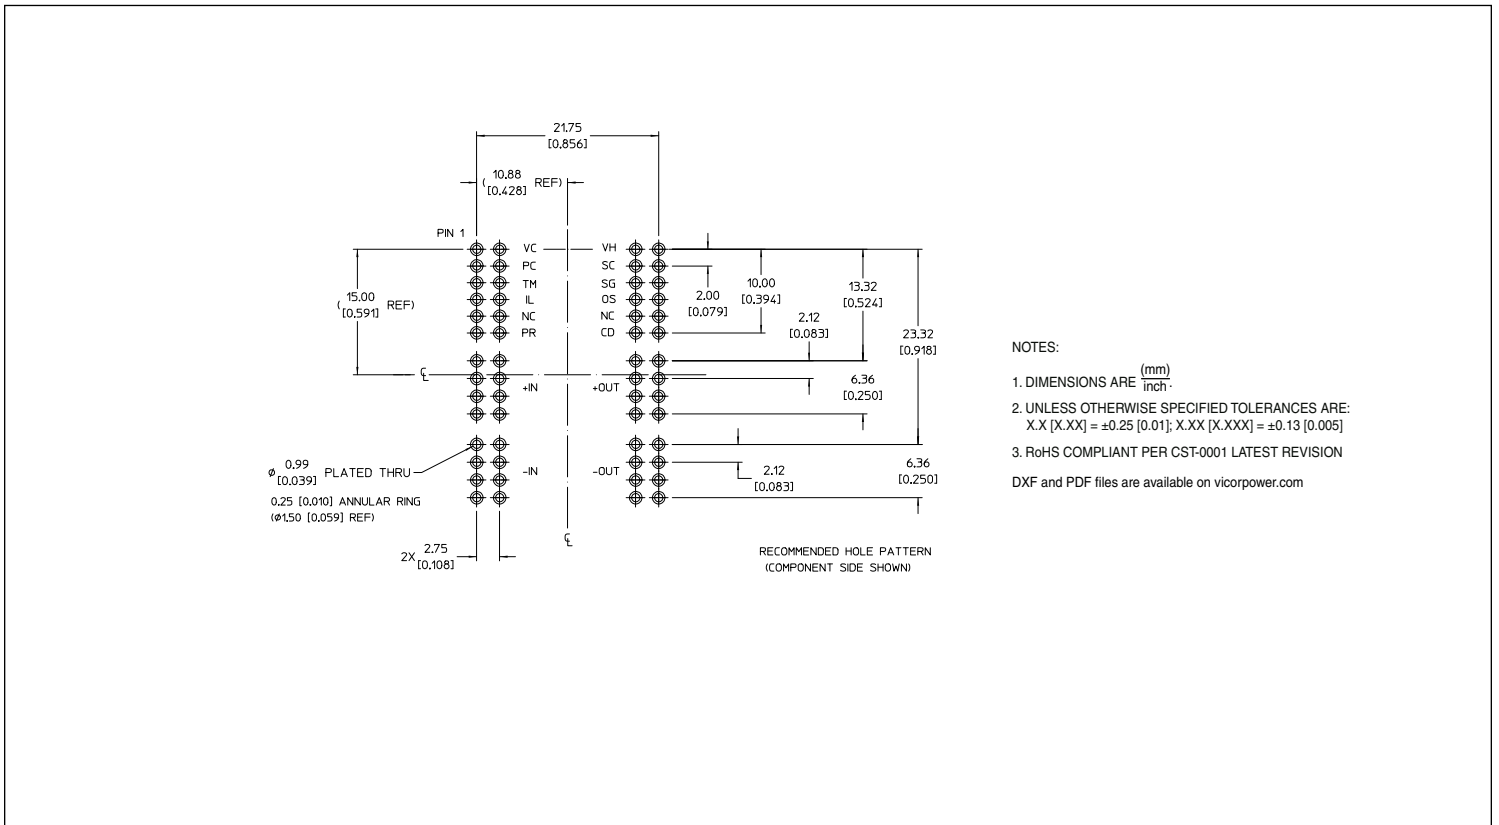 21.75
[0.856]
( 10.88 REF)
[0.428]
PIN 1
VC VH
PC SC
TM SG
IL OS
NC NC
PR CD
( 15.00 REF)
[0.591]
2.00
[0.079]
10.00
[0.394]
13.32
[0.524]
2.12
[0.083]
23.32
[0.918]
℄
+IN +OUT
6.36
[0.250]
⌀ 0.99 PLATED THRU
[0.039]
0.25 [0.010] ANNULAR RING
(⌀1.50 [0.059] REF)
-IN -OUT
2.12
[0.083]
6.36
[0.250]
℄
2X 2.75
[0.108]
RECOMMENDED HOLE PATTERN
(COMPONENT SIDE SHOWN)
NOTES:
1. DIMENSIONS ARE (mm)/inch.
2. UNLESS OTHERWISE SPECIFIED TOLERANCES ARE:
X.X [X.XX] = ±0.25 [0.01]; X.XX [X.XXX] = ±0.13 [0.005]
3. RoHS COMPLIANT PER CST-0001 LATEST REVISION
DXF and PDF files are available on vicorpower.com